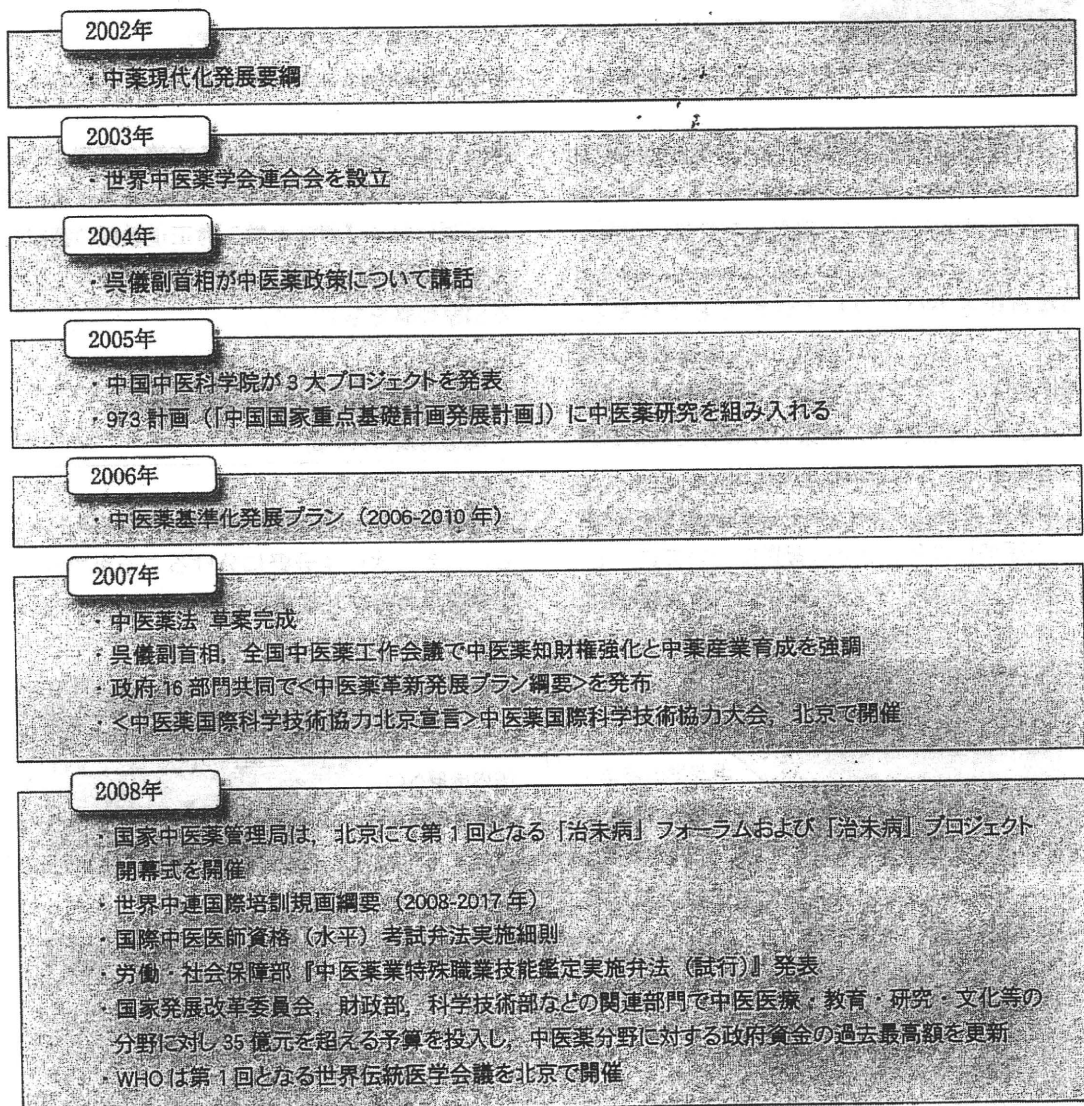 2002年
・中薬現代化発展要綱
2003年
・世界中医薬学会連合会を設立
2004年
・呉儀副首相が中医薬政策について講話
2005年
・中国中医科学院が3大プロジェクトを発表
・973計画（「中国国家重点基礎計画発展計画」）に中医薬研究を組み入れる
2006年
・中医薬基準化発展プラン（2006-2010年）
2007年
・中医薬法 草案完成
・呉儀副首相，全国中医薬工作会議で中医薬知財権強化と中薬産業育成を強調
・政府16部門共同で<中医薬革新発展プラン綱要>を発布
・<中医薬国際科学技術協力北京宣言>中医薬国際科学技術協力大会，北京で開催
2008年
・国家中医薬管理局は，北京にて第1回となる「治未病」フォーラムおよび「治未病」プロジェクト
開幕式を開催
・世界中連国際培訓規画綱要（2008-2017年）
・国際中医医師資格（水平）考試弁法実施細則
・労働・社会保障部『中医薬業特殊職業技能鑑定実施弁法（試行）』発表
・国家発展改革委員会，財政部，科学技術部などの関連部門で中医医療・教育・研究・文化等の
分野に対し35億元を超える予算を投入し，中医薬分野に対する政府資金の過去最高額を更新
・WHOは第1回となる世界伝統医学会議を北京で開催